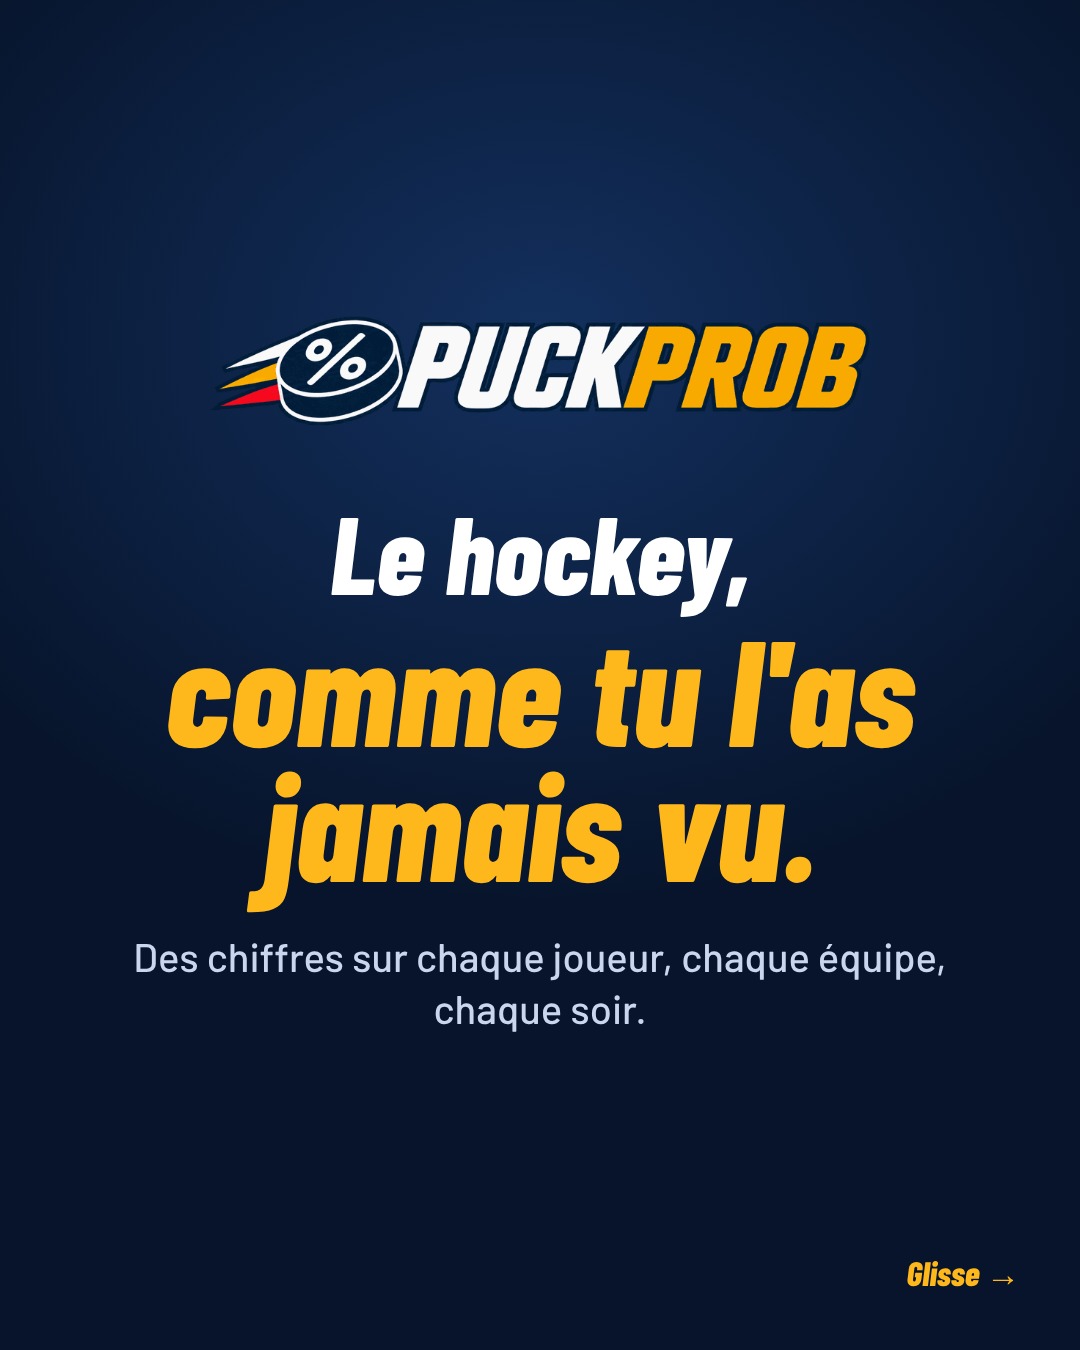 %
PUCKPROB
Le hockey,
comme tu l'as
jamais vu.
Des chiffres sur chaque joueur, chaque équipe,
chaque soir.
Glisse →